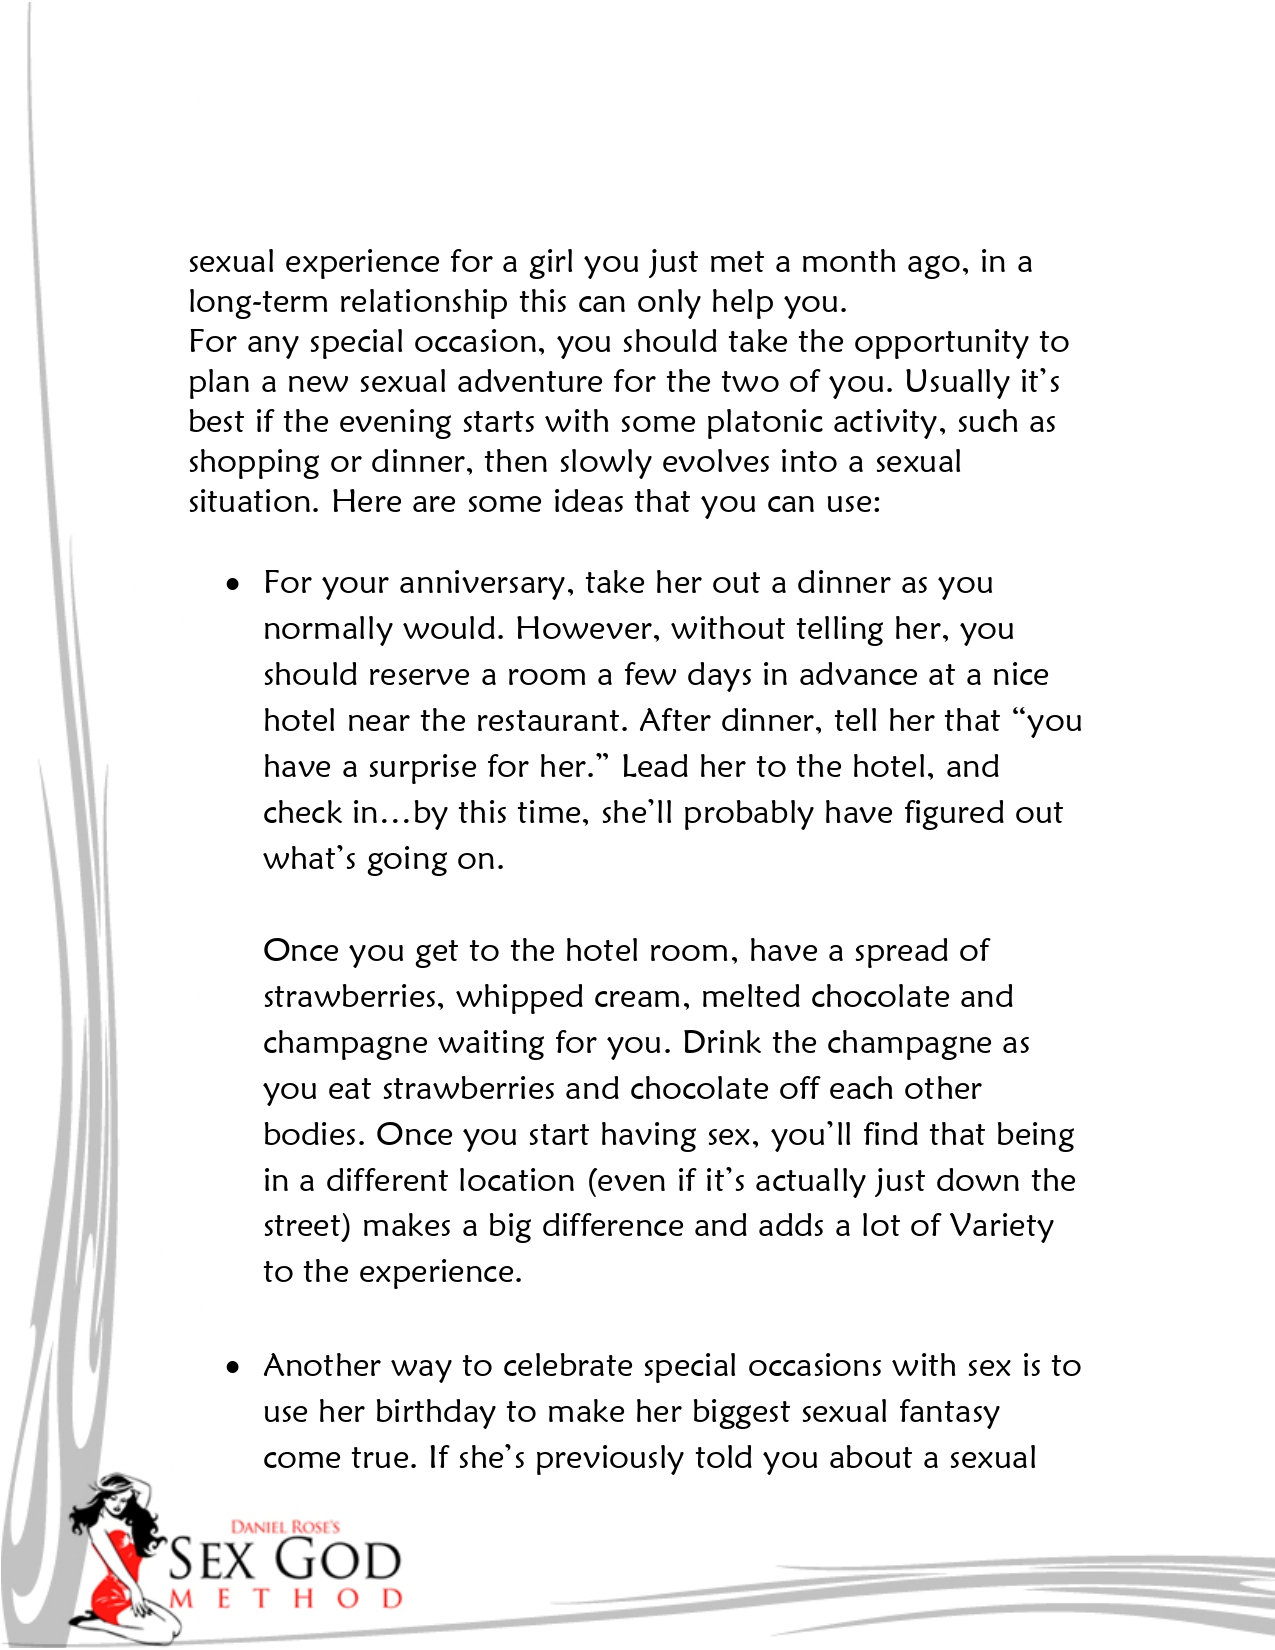 sexual experience for a girl you just met a month ago, in a
long-term relationship this can only help you.
For any special occasion, you should take the opportunity to
plan a new sexual adventure for the two of you. Usually it’s
best if the evening starts with some platonic activity, such as
shopping or dinner, then slowly evolves into a sexual
situation. Here are some ideas that you can use:
• For your anniversary, take her out a dinner as you
normally would. However, without telling her, you
should reserve a room a few days in advance at a nice
hotel near the restaurant. After dinner, tell her that “you
have a surprise for her.” Lead her to the hotel, and
check in…by this time, she’ll probably have figured out
what’s going on.
Once you get to the hotel room, have a spread of
strawberries, whipped cream, melted chocolate and
champagne waiting for you. Drink the champagne as
you eat strawberries and chocolate off each other
bodies. Once you start having sex, you’ll find that being
in a different location (even if it’s actually just down the
street) makes a big difference and adds a lot of Variety
to the experience.
• Another way to celebrate special occasions with sex is to
use her birthday to make her biggest sexual fantasy
come true. If she’s previously told you about a sexual
DANIEL ROSE'S
SEX GOD
METHOD